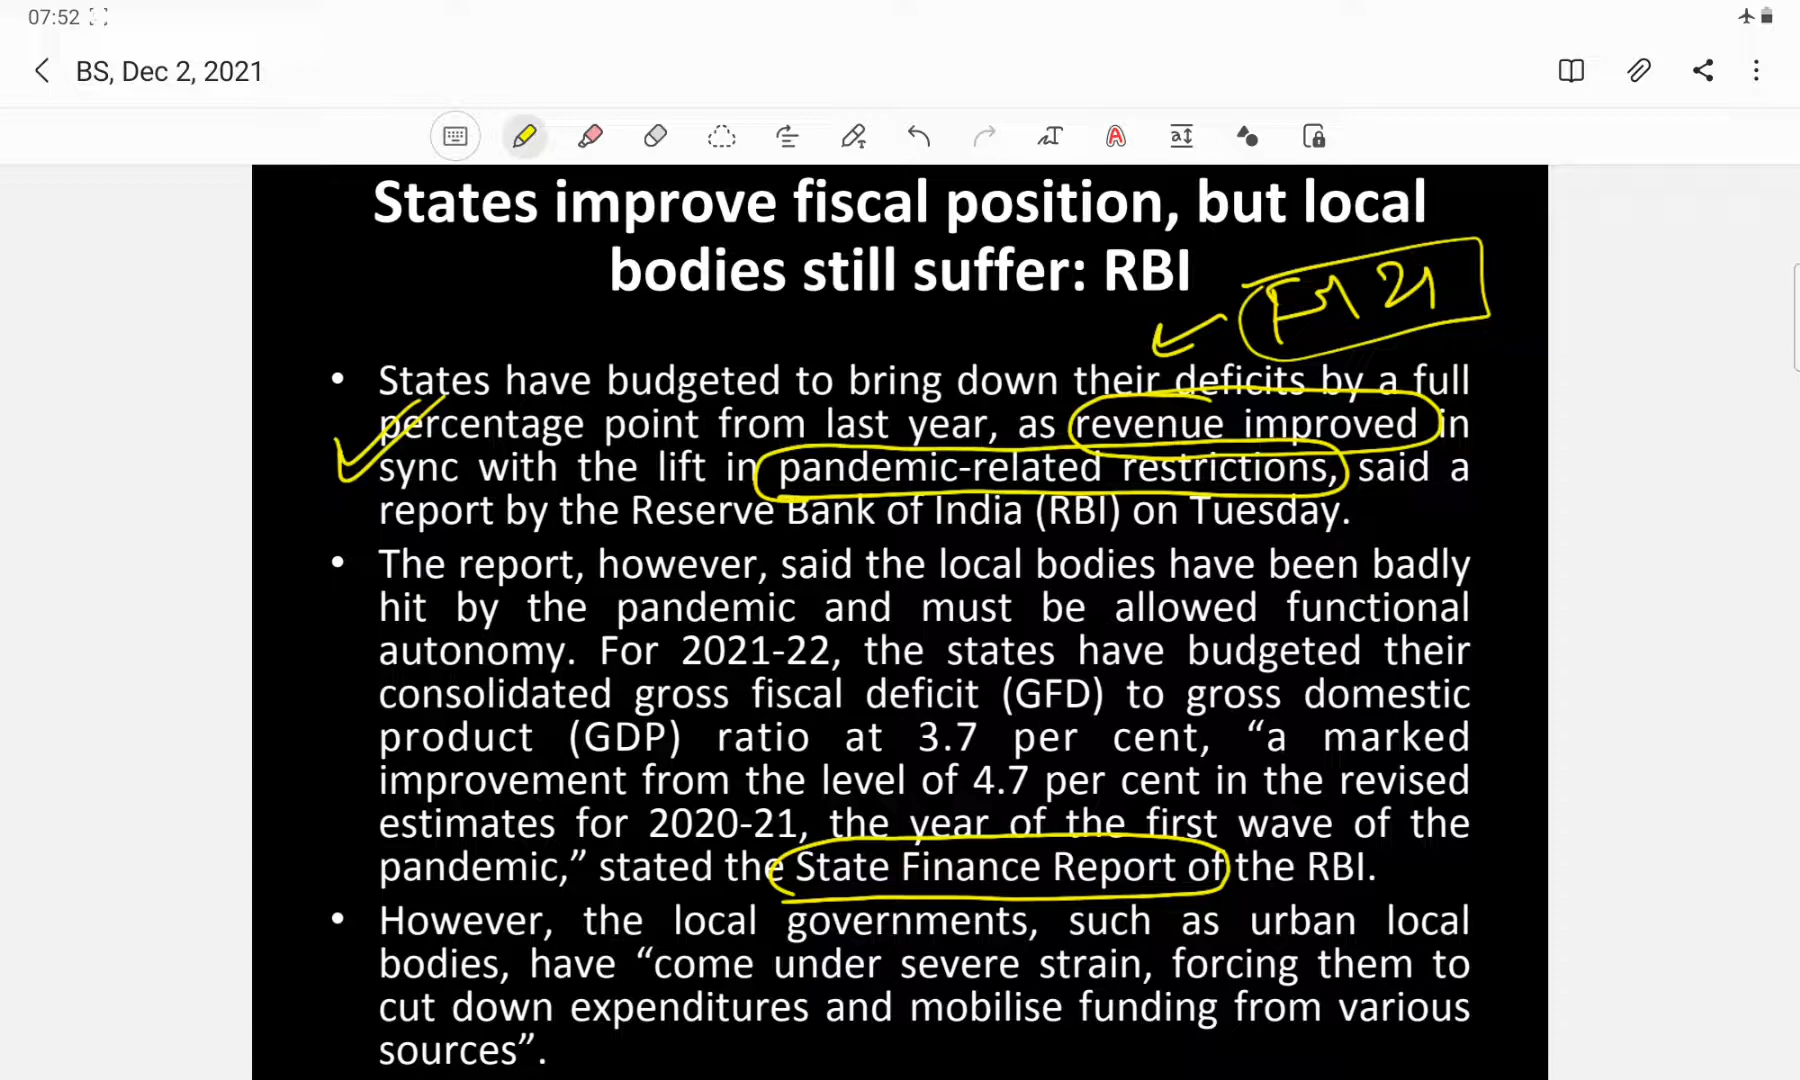 07:52
BS, Dec 2, 2021
States improve fiscal position, but local
bodies still suffer: RBI
FY 21
• States have budgeted to bring down their deficits by a full
percentage point from last year, as revenue improved in
sync with the lift in pandemic-related restrictions, said a
report by the Reserve Bank of India (RBI) on Tuesday.
• The report, however, said the local bodies have been badly
hit by the pandemic and must be allowed functional
autonomy. For 2021-22, the states have budgeted their
consolidated gross fiscal deficit (GFD) to gross domestic
product (GDP) ratio at 3.7 per cent, “a marked
improvement from the level of 4.7 per cent in the revised
estimates for 2020-21, the year of the first wave of the
pandemic,” stated the State Finance Report of the RBI.
• However, the local governments, such as urban local
bodies, have “come under severe strain, forcing them to
cut down expenditures and mobilise funding from various
sources”.